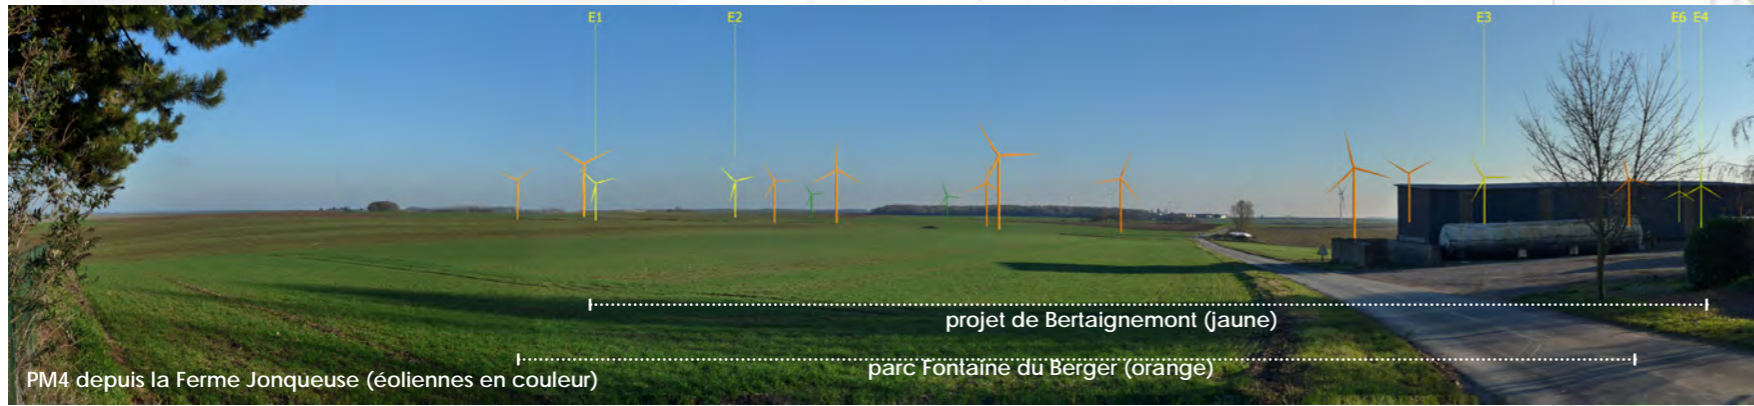 E1 E2 E3 E6 E4
projet de Bertaignemont (jaune)
parc Fontaine du Berger (orange)
PM4 depuis la Ferme Jonqueuse (éoliennes en couleur)